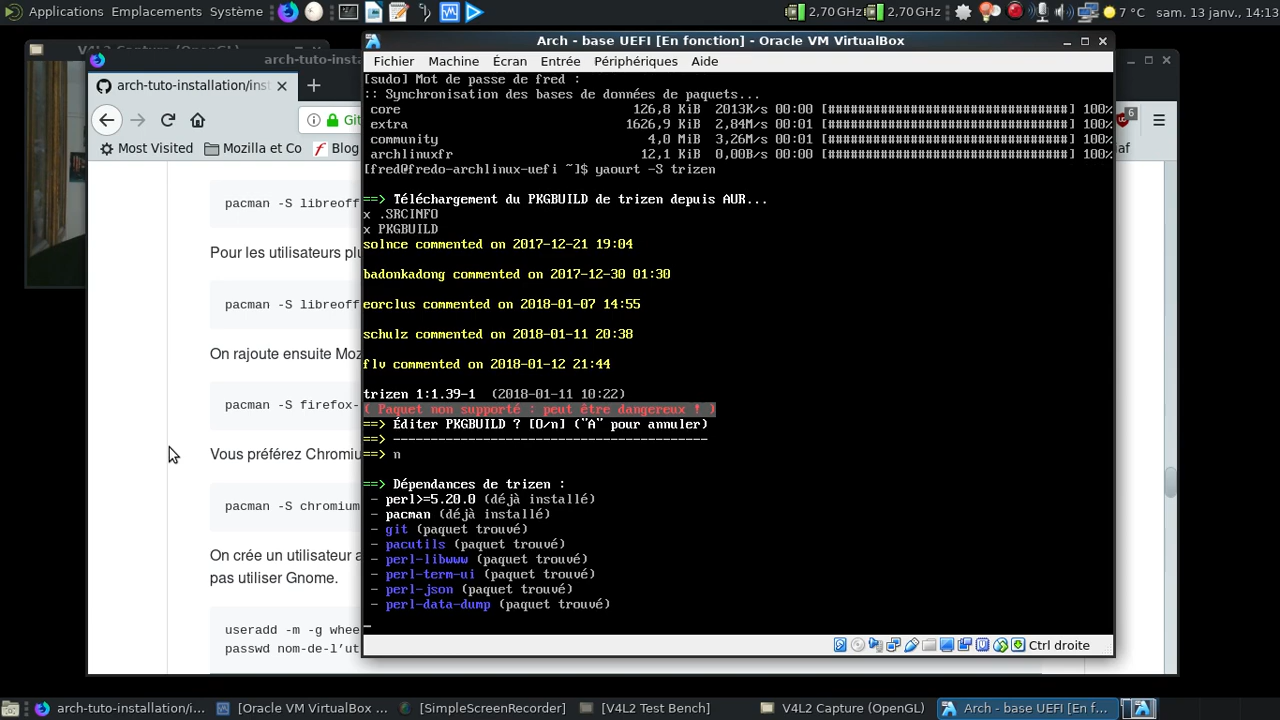 Applications Emplacements Système
2,70 GHz 2,70 GHz 7 °C sam. 13 janv., 14:13
V4L2 Capture (OpenGL)
arch-tuto-insta
arch-tuto-installation/ins
Most Visited Mozilla et Co Blog
6
pacman -S libreoff
Pour les utilisateurs plu
pacman -S libreoff
On rajoute ensuite Moz
pacman -S firefox-
Vous préférez Chromiu
pacman -S chromium
On crée un utilisateur a
pas utiliser Gnome.
useradd -m -g whee
passwd nom-de-l'ut
Arch - base UEFI [En fonction] - Oracle VM VirtualBox
Fichier Machine Écran Entrée Périphériques Aide
[sudo] Mot de passe de fred :
:: Synchronisation des bases de données de paquets...
core 126,8 KiB 2013K/s 00:00 [###################################] 100%
extra 1626,9 KiB 2,84M/s 00:01 [###################################] 100%
community 4,0 MiB 3,26M/s 00:01 [###################################] 100%
archlinuxfr 12,1 KiB 0,00B/s 00:00 [###################################] 100%
[fred@fredo-archlinux-uefi ~]$ yaourt -S trizen
==> Téléchargement du PKGBUILD de trizen depuis AUR...
x .SRCINFO
x PKGBUILD
solnce commented on 2017-12-21 19:04
badonkadong commented on 2017-12-30 01:30
eorclus commented on 2018-01-07 14:55
schulz commented on 2018-01-11 20:38
flv commented on 2018-01-12 21:44
trizen 1:1.39-1 (2018-01-11 10:22)
( Paquet non supporté : peut être dangereux ! )
==> Éditer PKGBUILD ? [O/n] ("A" pour annuler)
==> ------------------------------------------
==> n
==> Dépendances de trizen :
- perl>=5.20.0 (déjà installé)
- pacman (déjà installé)
- git (paquet trouvé)
- pacutils (paquet trouvé)
- perl-libwww (paquet trouvé)
- perl-term-ui (paquet trouvé)
- perl-json (paquet trouvé)
- perl-data-dump (paquet trouvé)
Ctrl droite
arch-tuto-installation/i... [Oracle VM VirtualBox ... [SimpleScreenRecorder] [V4L2 Test Bench] V4L2 Capture (OpenGL) Arch - base UEFI [En f...